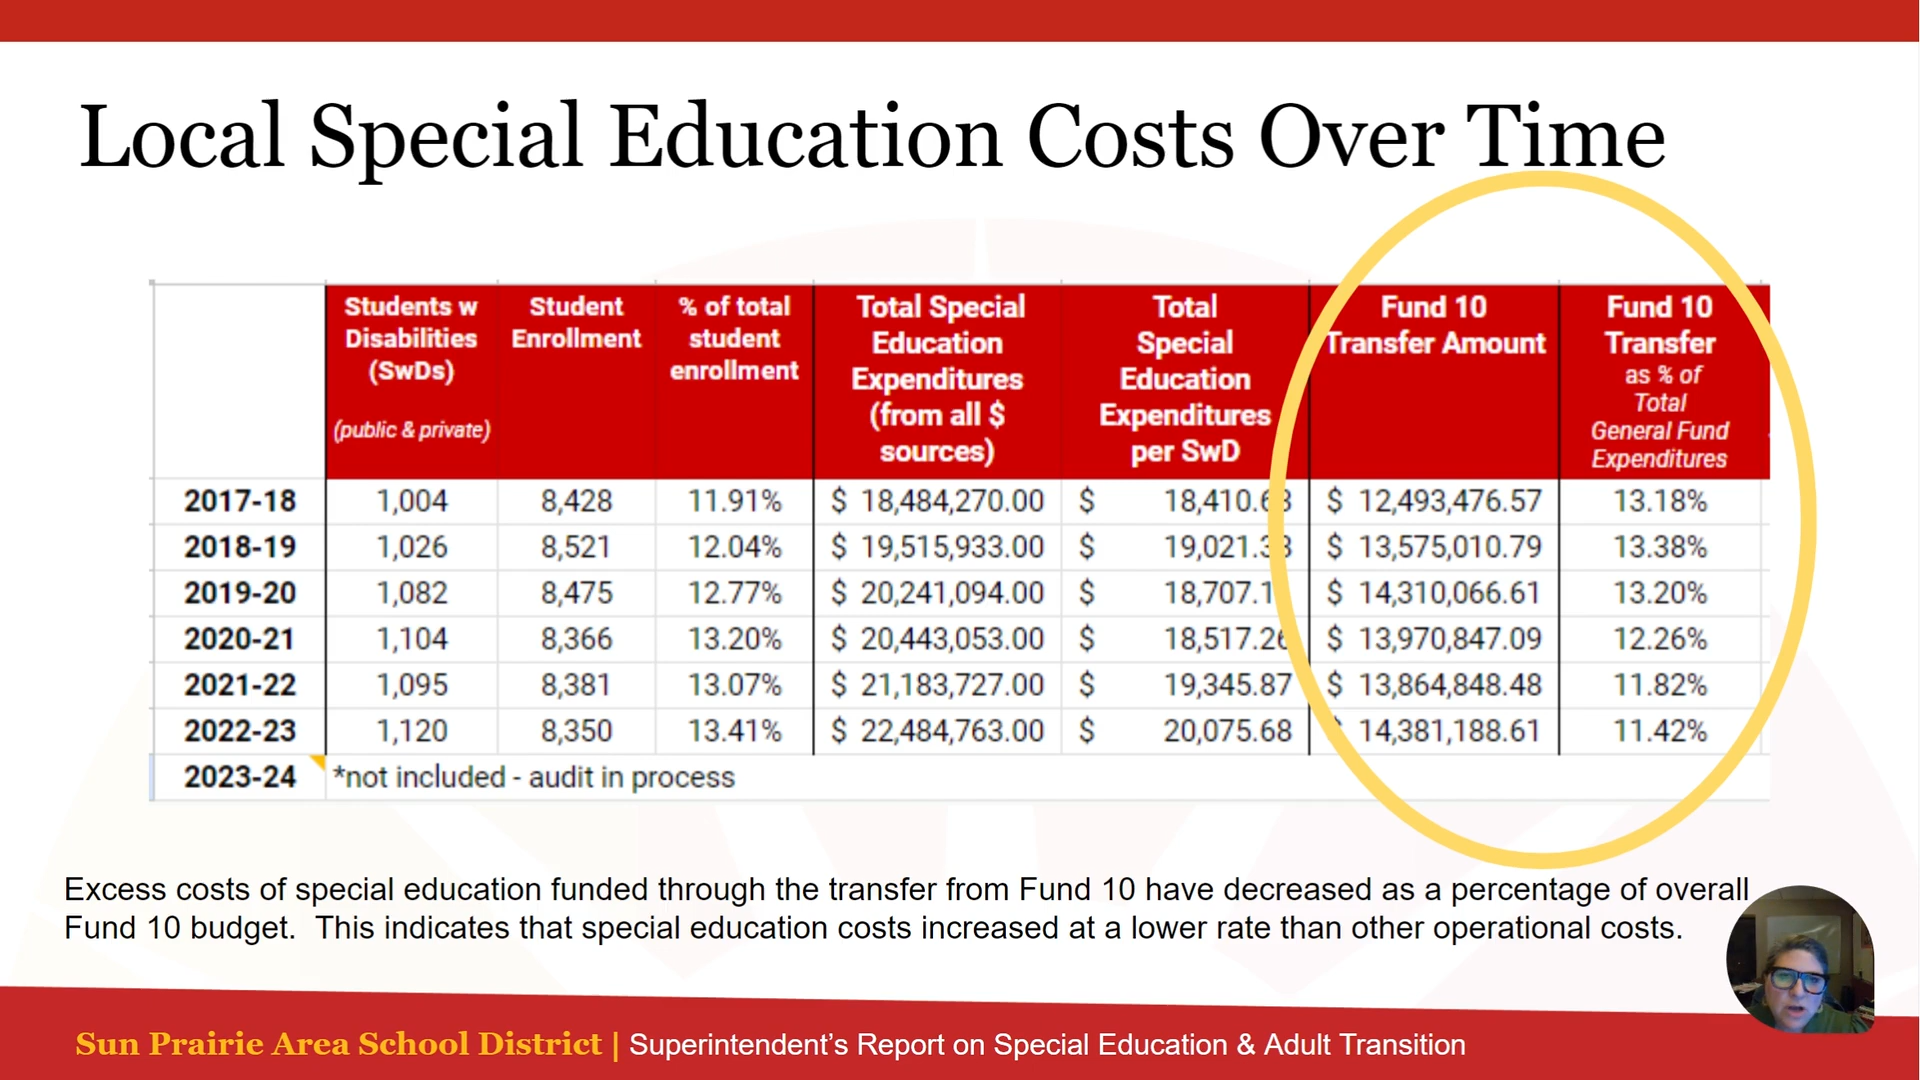 Local Special Education Costs Over Time
Students w Disabilities (SwDs) (public & private) | Student Enrollment | % of total student enrollment | Total Special Education Expenditures (from all $ sources) | Total Special Education Expenditures per SwD | Fund 10 Transfer Amount | Fund 10 Transfer as % of Total General Fund Expenditures
2017-18 1,004 8,428 11.91% $ 18,484,270.00 $ 18,410.63 $ 12,493,476.57 13.18%
2018-19 1,026 8,521 12.04% $ 19,515,933.00 $ 19,021.38 $ 13,575,010.79 13.38%
2019-20 1,082 8,475 12.77% $ 20,241,094.00 $ 18,707.1 $ 14,310,066.61 13.20%
2020-21 1,104 8,366 13.20% $ 20,443,053.00 $ 18,517.26 $ 13,970,847.09 12.26%
2021-22 1,095 8,381 13.07% $ 21,183,727.00 $ 19,345.87 $ 13,864,848.48 11.82%
2022-23 1,120 8,350 13.41% $ 22,484,763.00 $ 20,075.68 14,381,188.61 11.42%
2023-24 *not included - audit in process
Excess costs of special education funded through the transfer from Fund 10 have decreased as a percentage of overall
Fund 10 budget. This indicates that special education costs increased at a lower rate than other operational costs.
Sun Prairie Area School District | Superintendent's Report on Special Education & Adult Transition